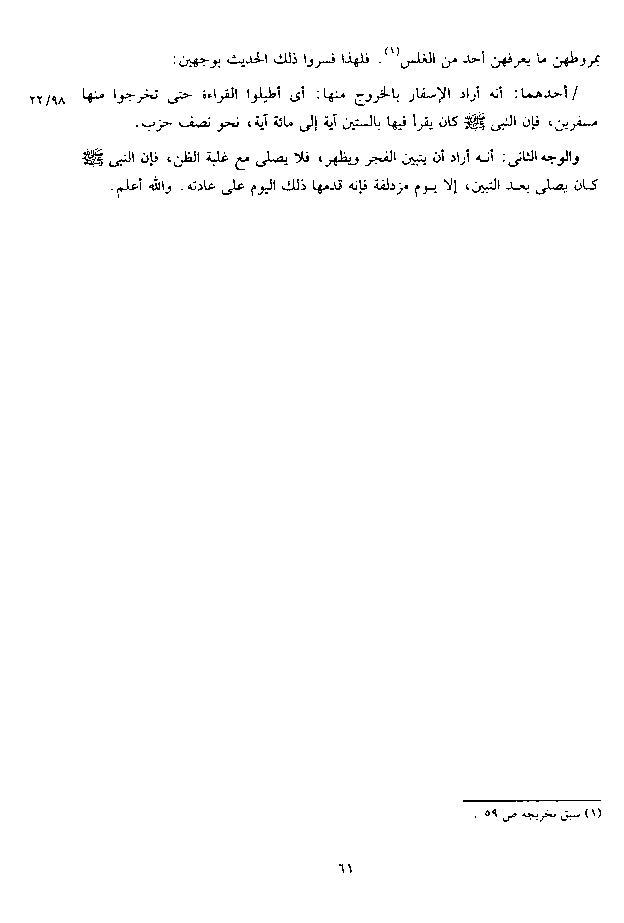 بمروطهن ما يعرفهن أحد من الغلس(١). فلهذا فسروا ذلك الحديث بوجهين:
/ أحدهما: أنه أراد الإسفار بالخروج منها: أى أطيلوا القراءة حتى تخرجوا منها ٢٢/٩٨
مسفرين، فإن النبى ﷺ كان يقرأ فيها بالستين آية إلى مائة آية، نحو نصف حزب.
والوجه الثانى: أنه أراد أن يتبين الفجر ويظهر، فلا يصلى مع غلبة الظن، فإن النبى ﷺ
كان يصلى بعد التبين، إلا يوم مزدلفة فإنه قدمها ذلك اليوم على عادته. والله أعلم.
(١) سبق تخريجه ص ٥٩ .
٦١